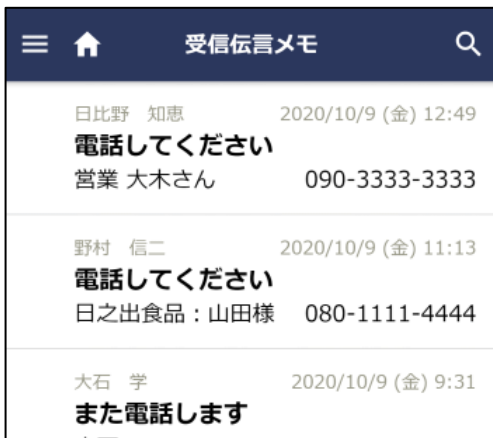 受信伝言メモ
日比野　知恵 2020/10/9 (金) 12:49
電話してください
営業 大木さん 090-3333-3333
野村　信二 2020/10/9 (金) 11:13
電話してください
日之出食品：山田様 080-1111-4444
大石　学 2020/10/9 (金) 9:31
また電話します